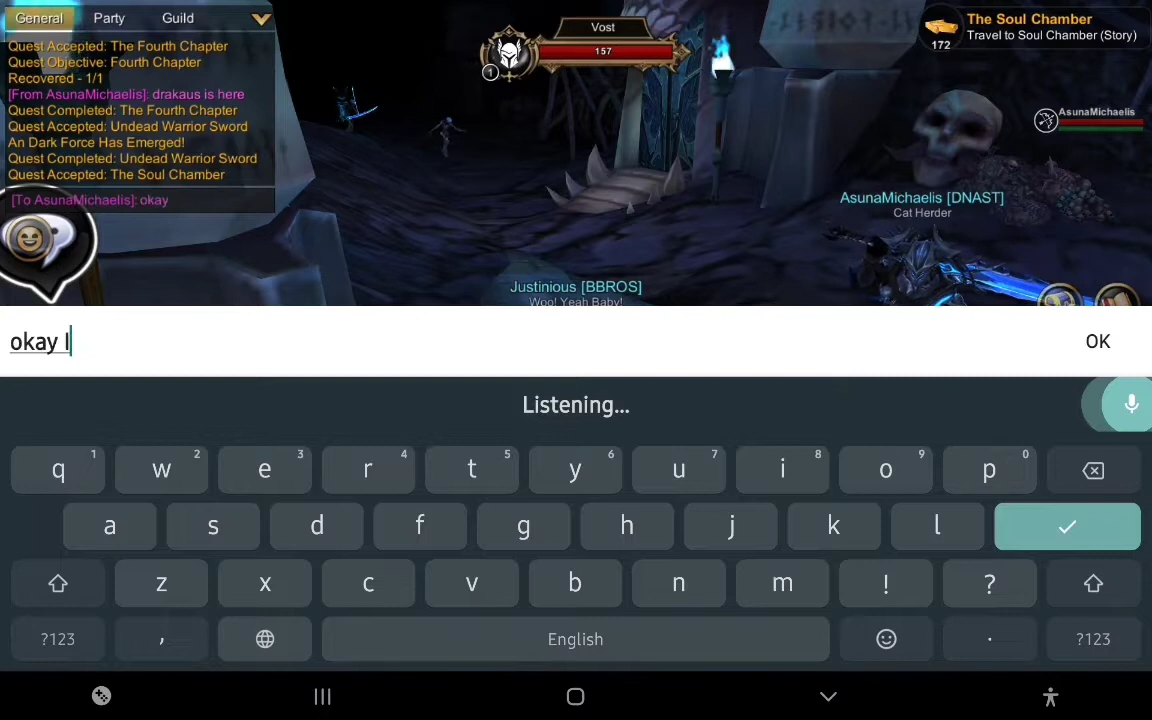 General Party Guild
Quest Accepted: The Fourth Chapter
Quest Objective: Fourth Chapter
Recovered - 1/1
[From AsunaMichaelis]: drakaus is here
Quest Completed: The Fourth Chapter
Quest Accepted: Undead Warrior Sword
An Dark Force Has Emerged!
Quest Completed: Undead Warrior Sword
Quest Accepted: The Soul Chamber
[To AsunaMichaelis]: okay
Vost
157
1
The Soul Chamber
Travel to Soul Chamber (Story)
172
AsunaMichaelis
AsunaMichaelis [DNAST]
Cat Herder
Justinious [BBROS]
Woo! Yeah Baby!
okay I
OK
Listening...
q 1 w 2 e 3 r 4 t 5 y 6 u 7 i 8 o 9 p 0
a s d f g h j k l
z x c v b n m ! ?
?123 , English . ?123